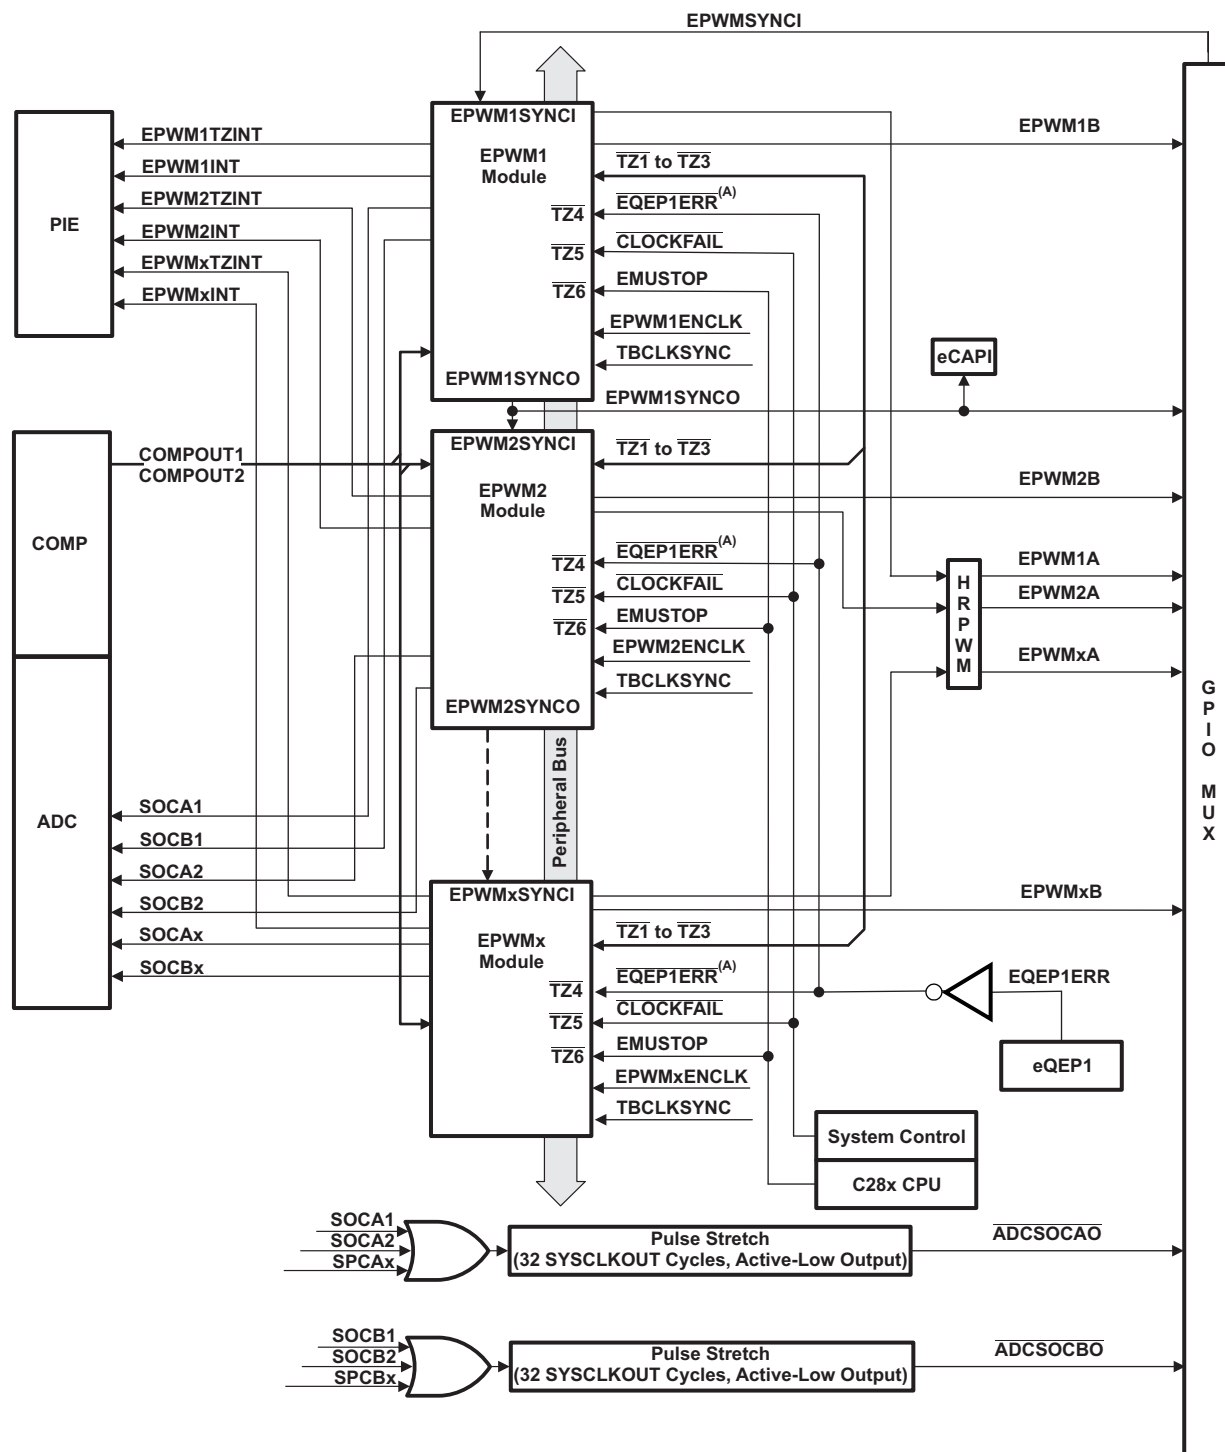 EPWMSYNCI
EPWM1SYNCI
EPWM1TZINT
EPWM1INT
EPWM2TZINT
EPWM2INT
EPWMxTZINT
EPWMxINT
PIE
EPWM1
Module
EPWM1B
TZ1 to TZ3
TZ4
EQEP1ERR(A)
TZ5
CLOCKFAIL
TZ6
EMUSTOP
EPWM1ENCLK
TBCLKSYNC
EPWM1SYNCO
EPWM1SYNCO
eCAPI
EPWM2SYNCI
TZ1 to TZ3
COMPOUT1
COMPOUT2
COMP
EPWM2
Module
EPWM2B
TZ4
EQEP1ERR(A)
TZ5
CLOCKFAIL
TZ6
EMUSTOP
EPWM2ENCLK
TBCLKSYNC
EPWM2SYNCO
HRPWM
EPWM1A
EPWM2A
EPWMxA
GPIO MUX
Peripheral Bus
ADC
SOCA1
SOCB1
SOCA2
SOCB2
SOCAx
SOCBx
EPWMxSYNCI
EPWMxB
EPWMx
Module
TZ1 to TZ3
TZ4
EQEP1ERR(A)
EQEP1ERR
TZ5
CLOCKFAIL
TZ6
EMUSTOP
eQEP1
EPWMxENCLK
TBCLKSYNC
System Control
C28x CPU
SOCA1
SOCA2
SPCAx
Pulse Stretch
(32 SYSCLKOUT Cycles, Active-Low Output)
ADCSOCAO
SOCB1
SOCB2
SPCBx
Pulse Stretch
(32 SYSCLKOUT Cycles, Active-Low Output)
ADCSOCBO